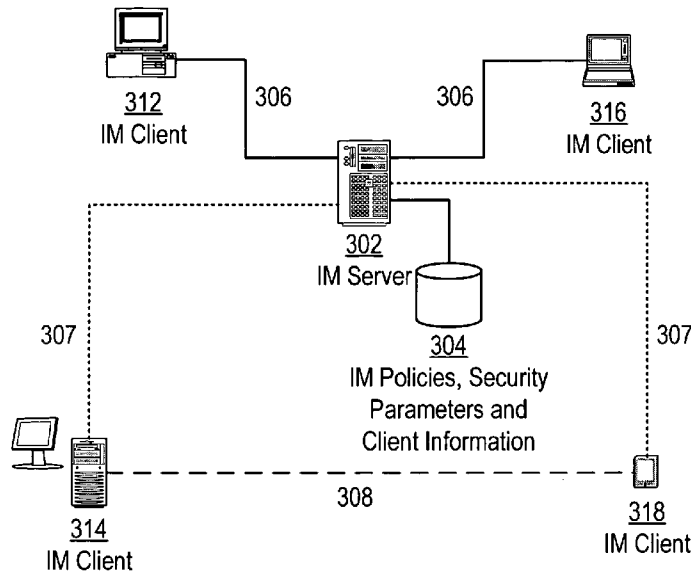 312
IM Client
306
306
316
IM Client
302
IM Server
307
304
IM Policies, Security
Parameters and
Client Information
307
314
IM Client
308
318
IM Client